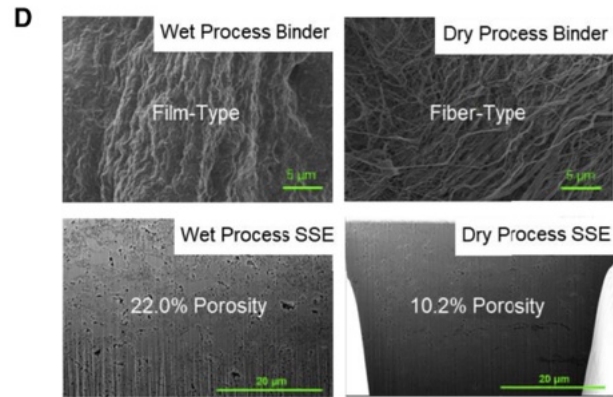 D
Wet Process Binder
Film-Type
5 μm
Dry Process Binder
Fiber-Type
5 μm
Wet Process SSE
22.0% Porosity
20 μm
Dry Process SSE
10.2% Porosity
20 μm